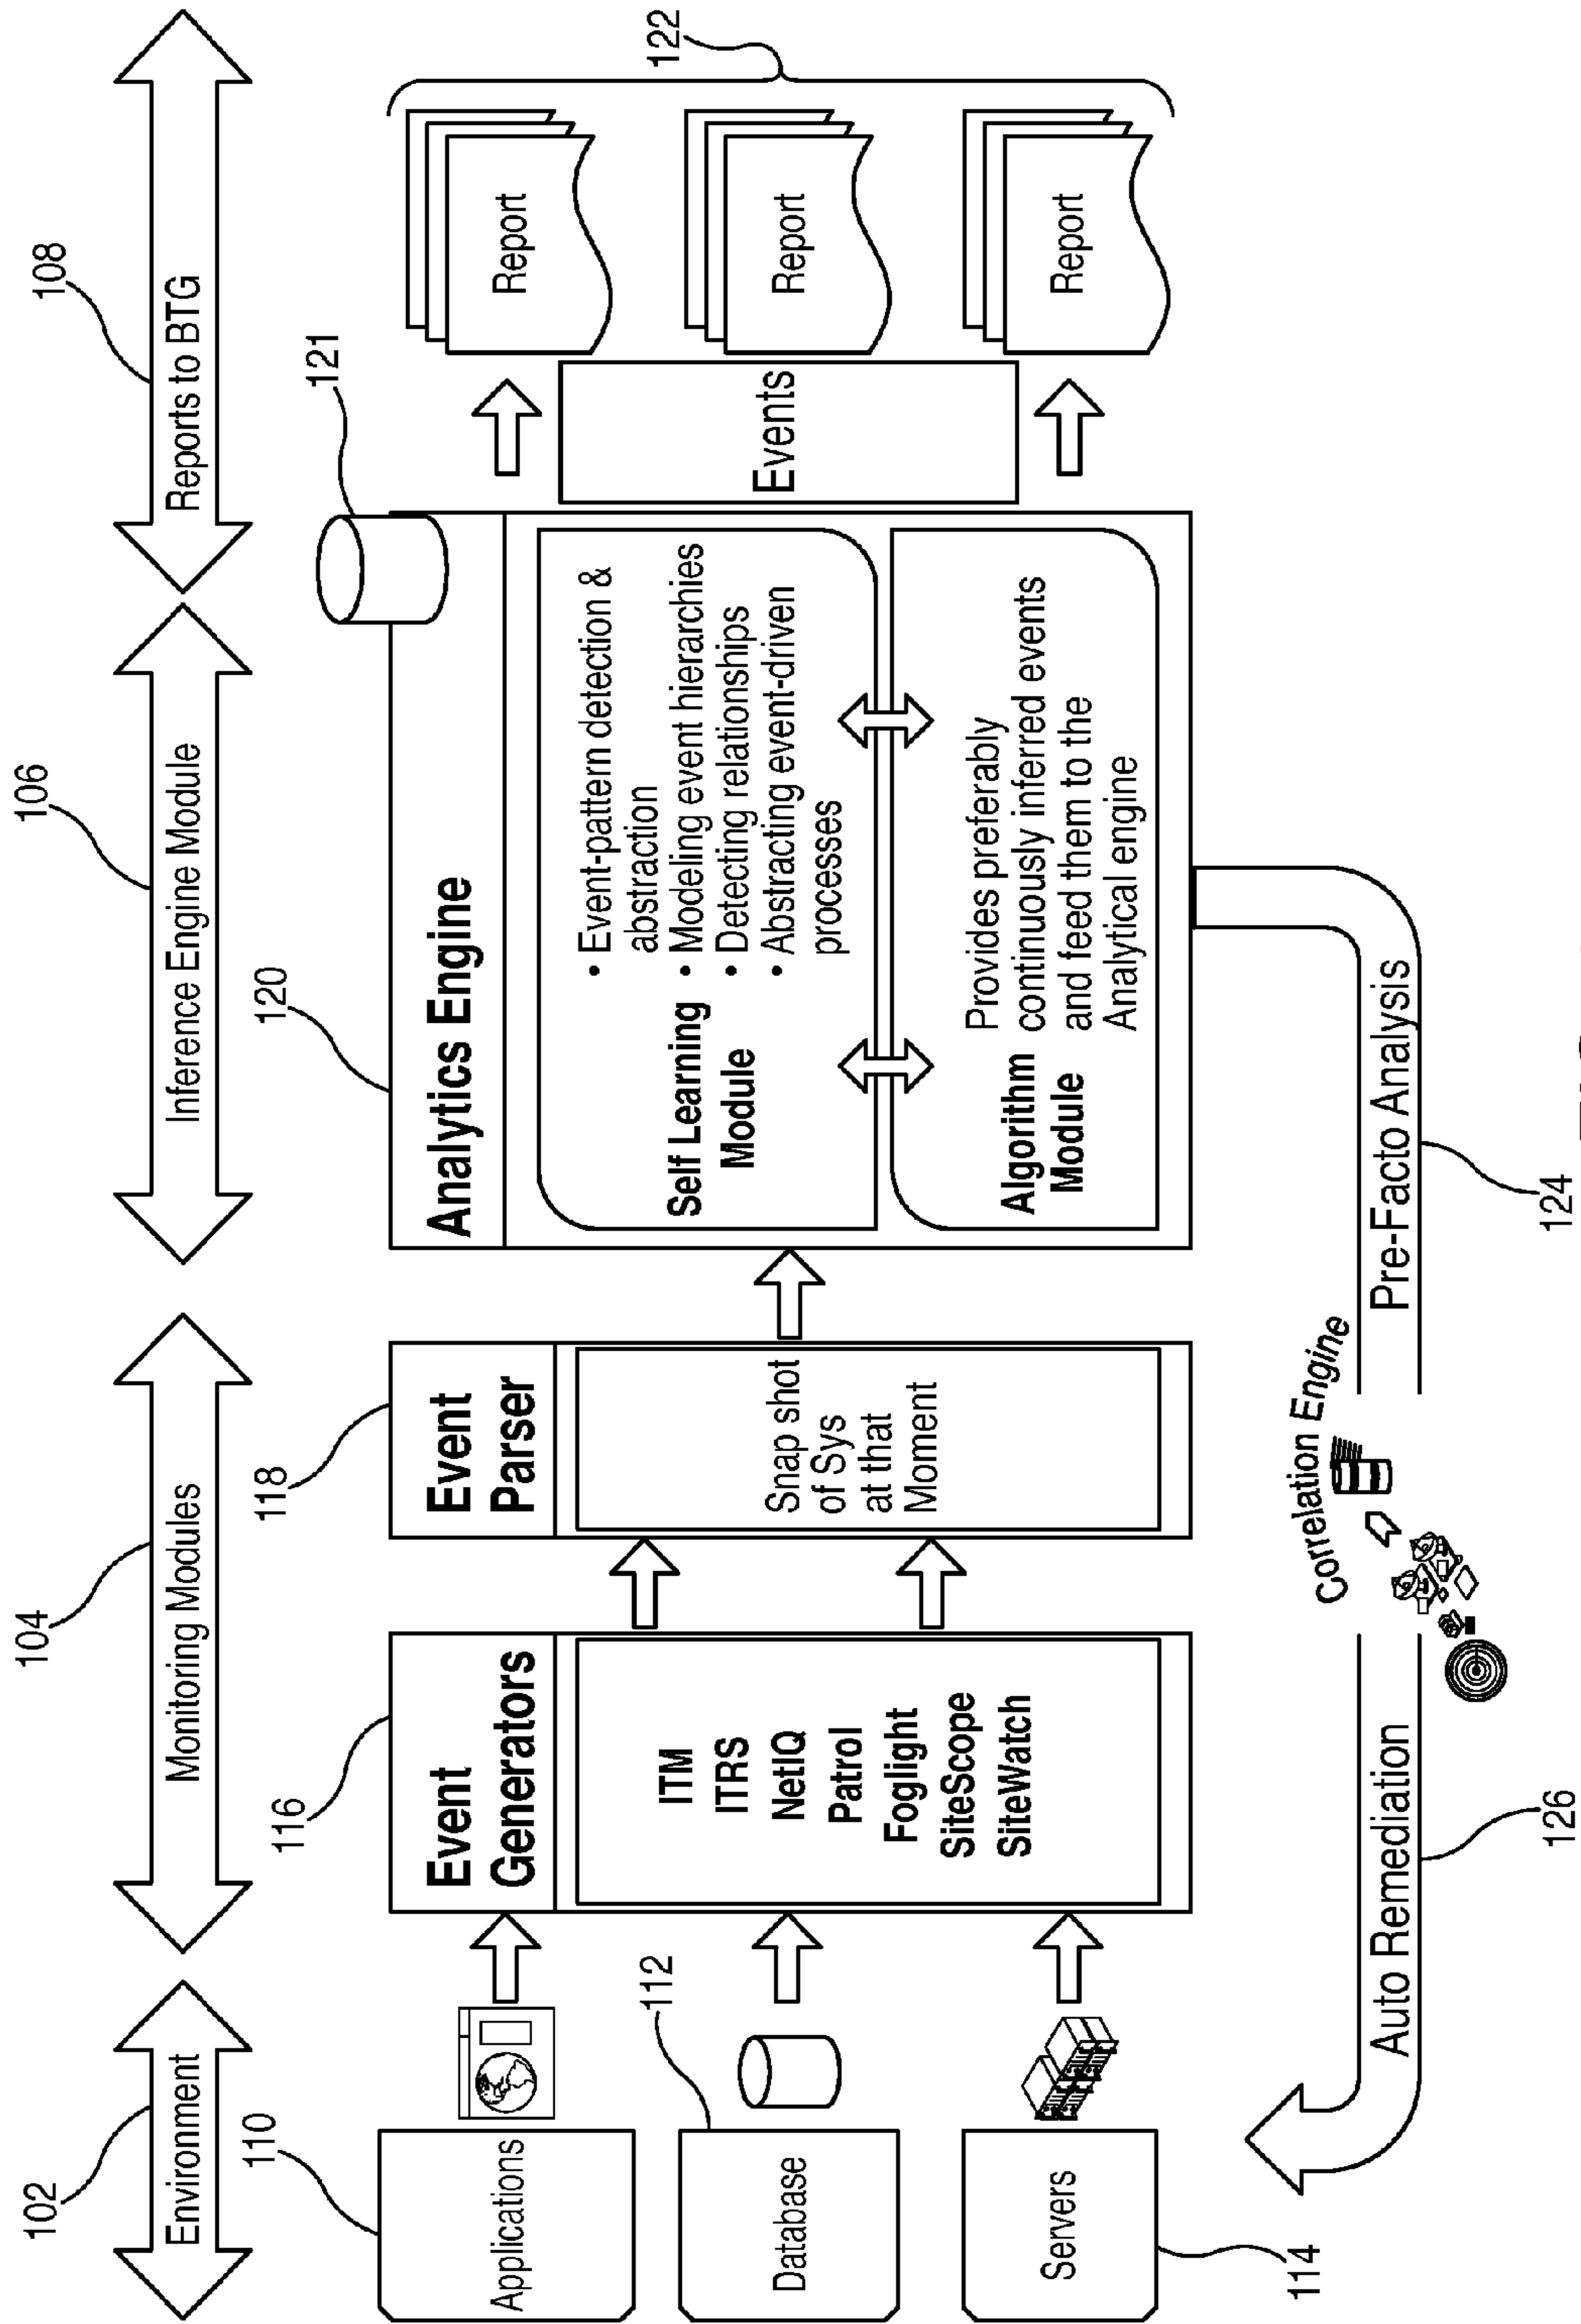 102
104
106
108
Environment
Monitoring Modules
Inference Engine Module
Reports to BTG
110
Applications
112
Database
Servers
114
116
Event
Generators
ITM
ITRS
NetIQ
Patrol
Foglight
SiteScope
SiteWatch
118
Event
Parser
Snap shot
of Sys
at that
Moment
120
Analytics Engine
121
Self Learning
Module
• Event-pattern detection &
abstraction
• Modeling event hierarchies
• Detecting relationships
• Abstracting event-driven
processes
Algorithm
Module
Provides preferably
continuously inferred events
and feed them to the
Analytical engine
Events
Report
Report
Report
122
Auto Remediation
126
Correlation Engine
Pre-Facto Analysis
124